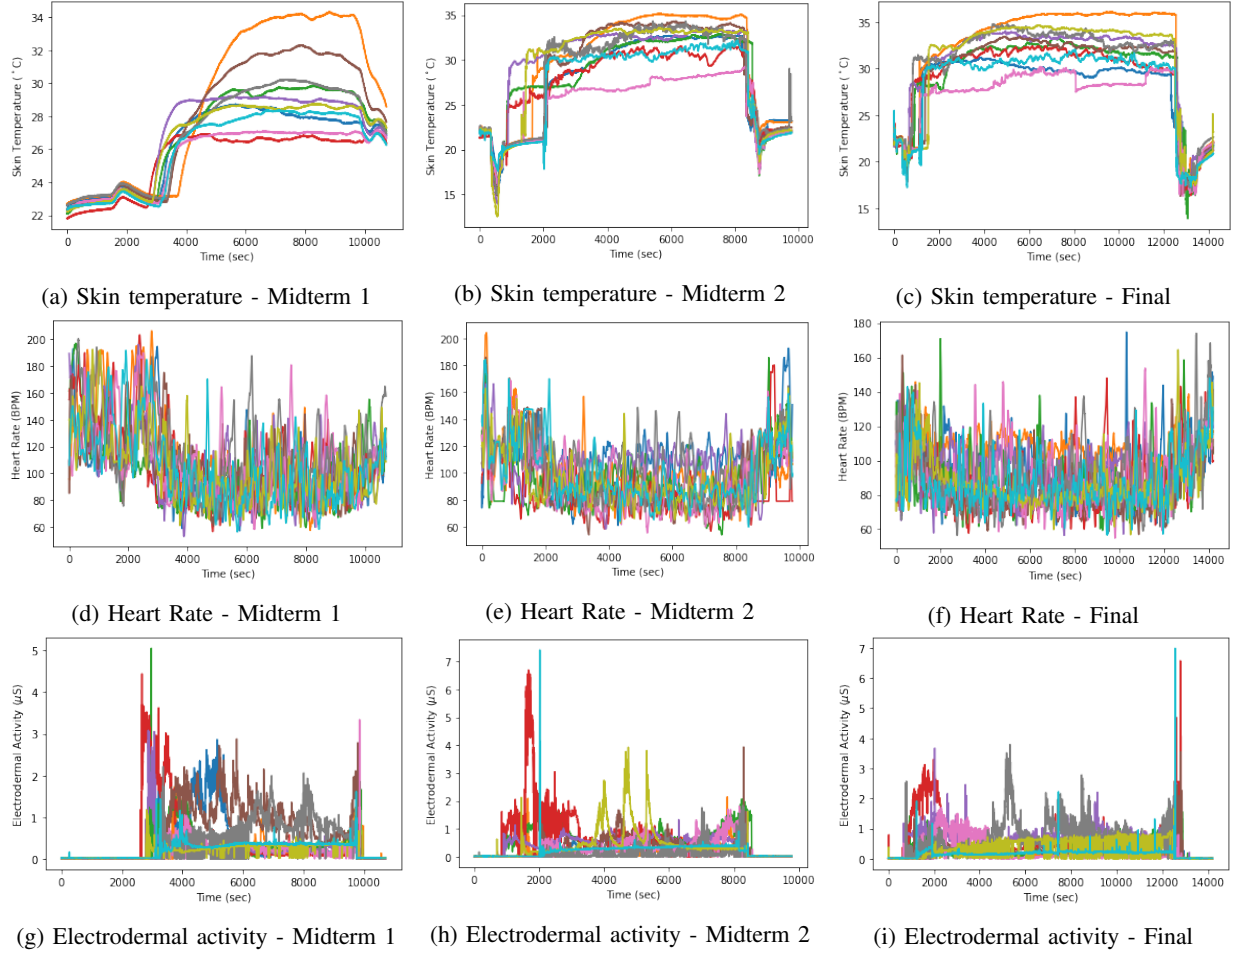 34
32
30
28
26
24
22
Skin Temperature (°C)
0 2000 4000 6000 8000 10000
Time (sec)
(a) Skin temperature - Midterm 1
35
30
25
20
15
Skin Temperature (°C)
0 2000 4000 6000 8000 10000
Time (sec)
(b) Skin temperature - Midterm 2
35
30
25
20
15
Skin Temperature (°C)
0 2000 4000 6000 8000 10000 12000 14000
Time (sec)
(c) Skin temperature - Final
200
180
160
140
120
100
80
60
Heart Rate (BPM)
0 2000 4000 6000 8000 10000
Time (sec)
(d) Heart Rate - Midterm 1
200
180
160
140
120
100
80
60
Heart Rate (BPM)
0 2000 4000 6000 8000 10000
Time (sec)
(e) Heart Rate - Midterm 2
180
160
140
120
100
80
60
Heart Rate (BPM)
0 2000 4000 6000 8000 10000 12000 14000
Time (sec)
(f) Heart Rate - Final
5
4
3
2
1
0
Electrodermal Activity (μS)
0 2000 4000 6000 8000 10000
Time (sec)
(g) Electrodermal activity - Midterm 1
7
6
5
4
3
2
1
0
Electrodermal Activity (μS)
0 2000 4000 6000 8000 10000
Time (sec)
(h) Electrodermal activity - Midterm 2
7
6
5
4
3
2
1
0
Electrodermal Activity (μS)
0 2000 4000 6000 8000 10000 12000 14000
Time (sec)
(i) Electrodermal activity - Final